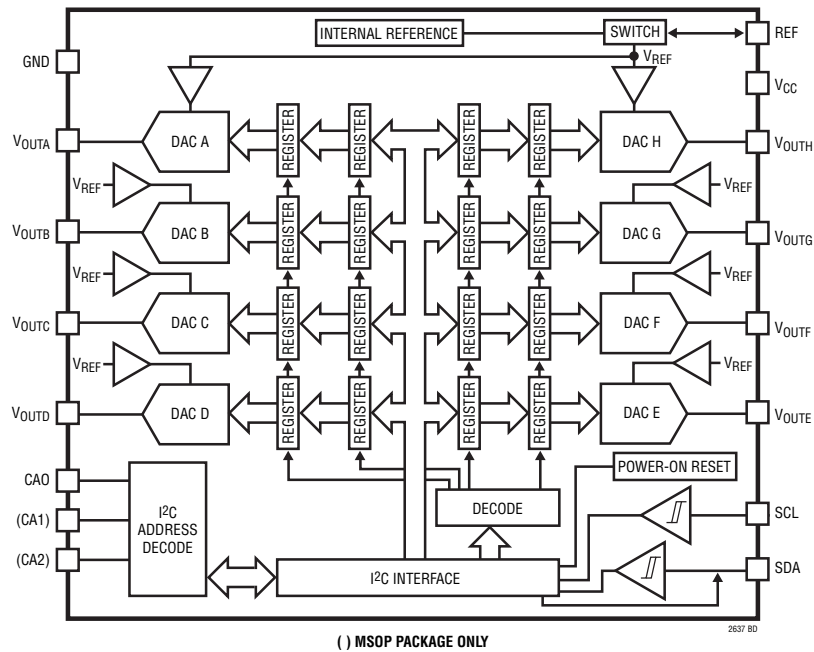 INTERNAL REFERENCE
SWITCH
REF
GND
VREF
VCC
VOUTA
DAC A
REGISTER
REGISTER
REGISTER
REGISTER
DAC H
VOUTH
VREF
VREF
VOUTB
DAC B
REGISTER
REGISTER
REGISTER
REGISTER
DAC G
VOUTG
VREF
VREF
VOUTC
DAC C
REGISTER
REGISTER
REGISTER
REGISTER
DAC F
VOUTF
VREF
VREF
VOUTD
DAC D
REGISTER
REGISTER
REGISTER
REGISTER
DAC E
VOUTE
POWER-ON RESET
CAO
DECODE
(CA1)
I2C
ADDRESS
DECODE
SCL
(CA2)
I2C INTERFACE
SDA
2637 BD
( ) MSOP PACKAGE ONLY